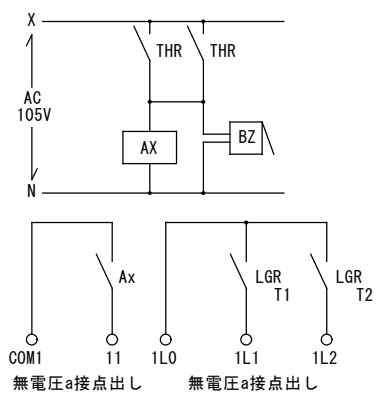 X
THR THR
AC
105V
AX
BZ
N
Ax
LGR
T1
LGR
T2
COM1 11 1L0 1L1 1L2
無電圧a接点出し 無電圧a接点出し